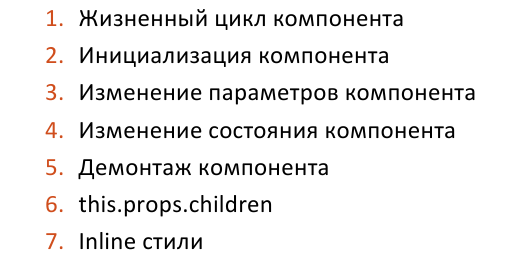 1. Жизненный цикл компонента
2. Инициализация компонента
3. Изменение параметров компонента
4. Изменение состояния компонента
5. Демонтаж компонента
6. this.props.children
7. Inline стили